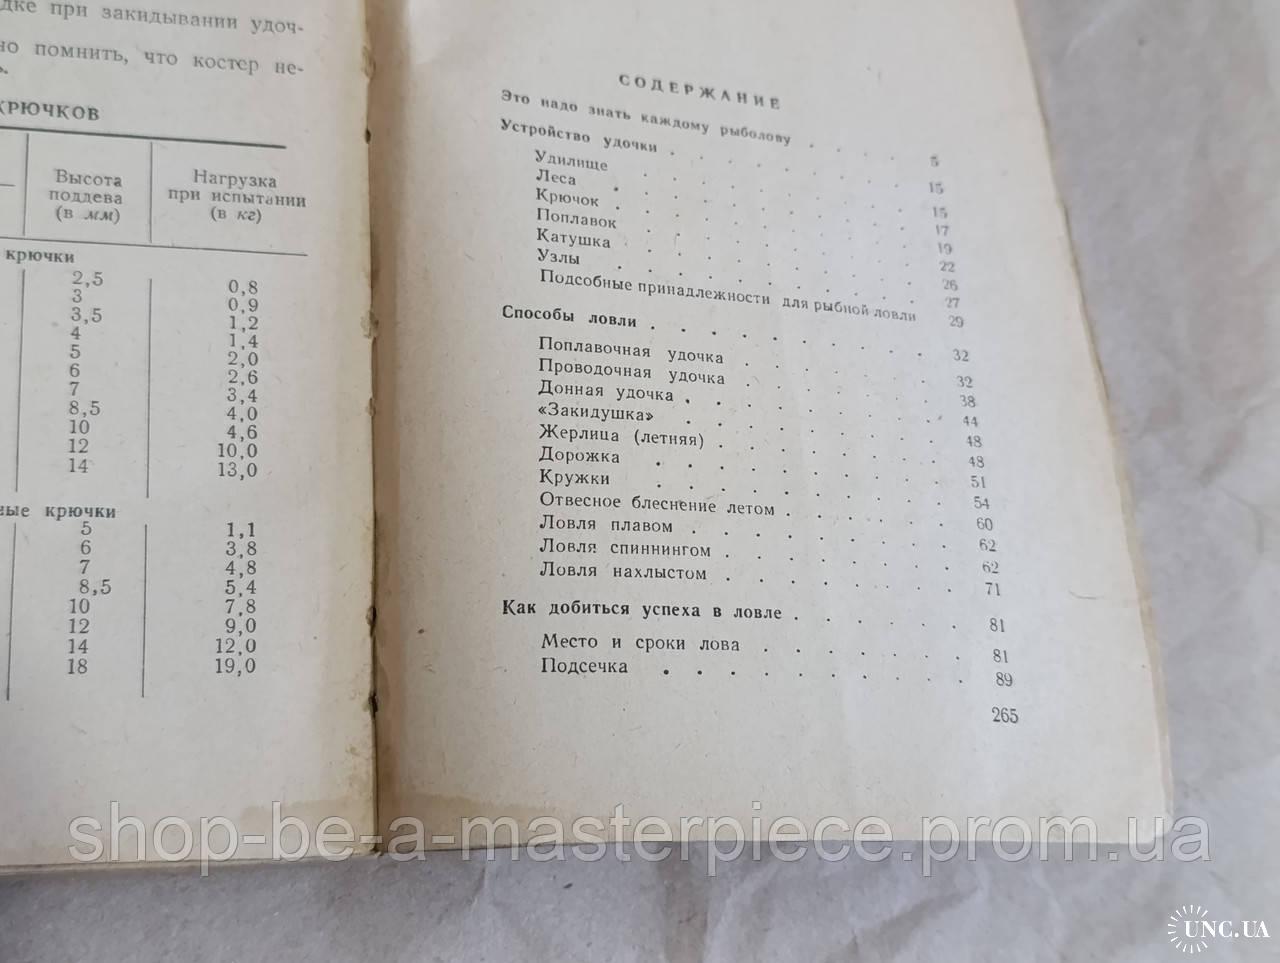 дке при закидывании удоч-
но помнить, что костер не-
КРЮЧКОВ
Высота поддева (в мм)
Нагрузка при испытании (в кг)
крючки
2,5 0,8
3 0,9
3,5 1,2
4 1,4
5 2,0
6 2,6
7 3,4
8,5 4,0
10 4,6
12 10,0
14 13,0
ные крючки
5 1,1
6 3,8
7 4,8
8,5 5,4
10 7,8
12 9,0
14 12,0
18 19,0
СОДЕРЖАНИЕ
Это надо знать каждому рыболову . . . . 5
Устройство удочки . . . . . . . . . 15
Удилище . . . . . . . . . 15
Леса . . . . . . . . . . 17
Крючок . . . . . . . . . 19
Поплавок . . . . . . . . . 22
Катушка . . . . . . . . . 26
Узлы . . . . . . . . . . 27
Подсобные принадлежности для рыбной ловли 29
Способы ловли . . . . . . . . . . 32
Поплавочная удочка . . . . . . . 32
Проводочная удочка . . . . . . . 38
Донная удочка . . . . . . . . . 44
«Закидушка» . . . . . . . . . 48
Жерлица (летняя) . . . . . . . . 48
Дорожка . . . . . . . . . . 51
Кружки . . . . . . . . . . 54
Отвесное блеснение летом . . . . . . 60
Ловля плавом . . . . . . . . . 62
Ловля спиннингом . . . . . . . . 62
Ловля нахлыстом . . . . . . . . 71
Как добиться успеха в ловле . . . . . . 81
Место и сроки лова . . . . . . . 81
Подсечка . . . . . . . . . . 89
265
shop-be-a-masterpiece.prom.ua
UNC.UA